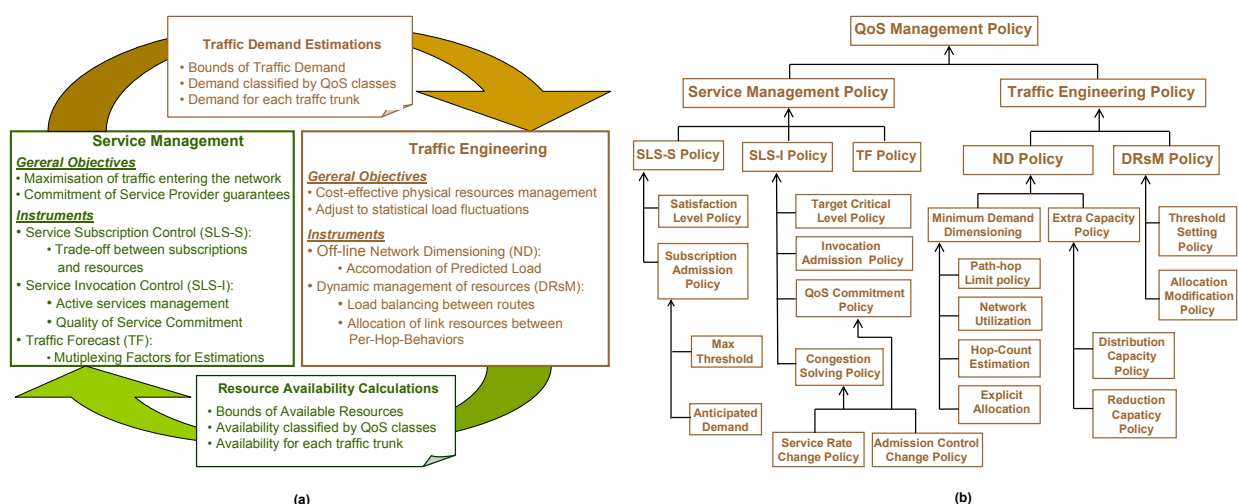 Traffic Demand Estimations
• Bounds of Traffic Demand
• Demand classified by QoS classes
• Demand for each traffc trunk
Service Management
Gereral Objectives
• Maximisation of traffic entering the network
• Commitment of Service Provider guarantees
Instruments
• Service Subscription Control (SLS-S):
• Trade-off between subscriptions
and resources
• Service Invocation Control (SLS-I):
• Active services management
• Quality of Service Commitment
• Traffic Forecast (TF):
• Mutiplexing Factors for Estimations
Traffic Engineering
General Objectives
• Cost-effective physical resources management
• Adjust to statistical load fluctuations
Instruments
• Off-line Network Dimensioning (ND):
• Accomodation of Predicted Load
• Dynamic management of resources (DRsM):
• Load balancing between routes
• Allocation of link resources between
Per-Hop-Behaviors
Resource Availability Calculations
• Bounds of Available Resources
• Availability classified by QoS classes
• Availability for each traffic trunk
(a)
QoS Management Policy
Service Management Policy
Traffic Engineering Policy
SLS-S Policy
SLS-I Policy
TF Policy
ND Policy
DRsM Policy
Satisfaction
Level Policy
Subscription
Admission
Policy
Max
Threshold
Anticipated
Demand
Target Critical
Level Policy
Invocation
Admission Policy
QoS Commitment
Policy
Congestion
Solving Policy
Service Rate
Change Policy
Admission Control
Change Policy
Minimum Demand
Dimensioning
Extra Capacity
Policy
Path-hop
Limit policy
Network
Utilization
Hop-Count
Estimation
Explicit
Allocation
Distribution
Capacity
Policy
Reduction
Capaticy
Policy
Threshold
Setting
Policy
Allocation
Modification
Policy
(b)